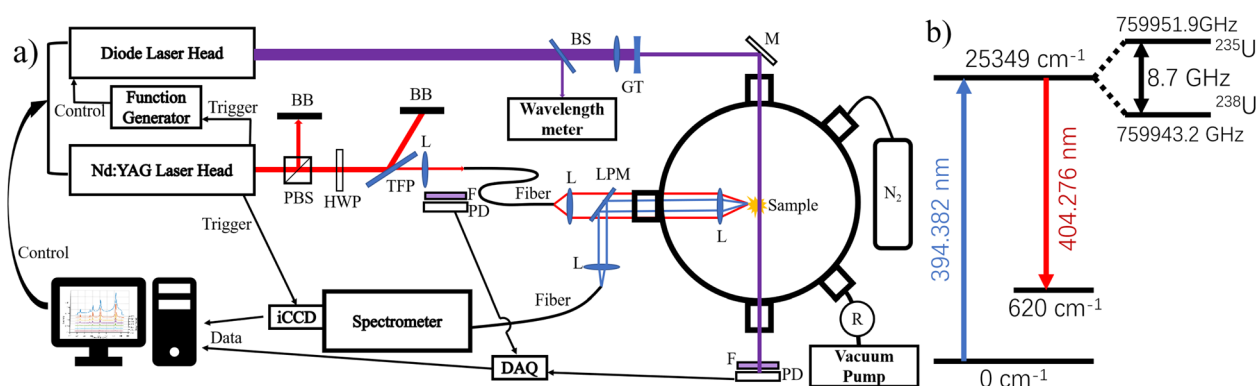 a)
Diode Laser Head
BS
M
GT
Wavelength
meter
Control
Function
Generator
Trigger
BB
BB
Nd:YAG Laser Head
PBS
HWP
TFP
L
F
PD
Fiber
L
LPM
L
Sample
N2
Trigger
Control
L
Fiber
iCCD
Spectrometer
Data
DAQ
F
PD
R
Vacuum
Pump
b)
25349 cm-1
759951.9GHz
235U
8.7 GHz
238U
759943.2 GHz
394.382 nm
404.276 nm
620 cm-1
0 cm-1